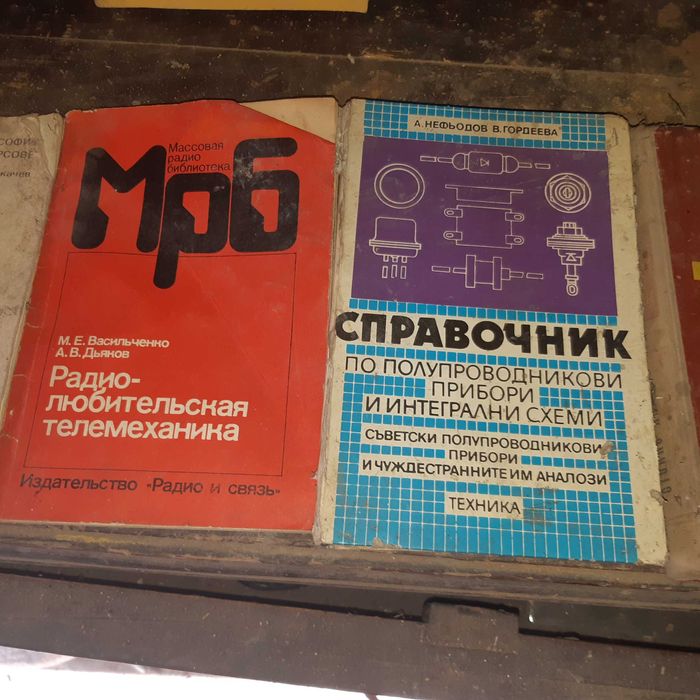 СОФИЯ
Массовая
радио
библиотека
Мрб
М. Е. Васильченко
А. В. Дьяков
Радио-
любительская
телемеханика
Издательство «Радио и связь»
А. НЕФЬОДОВ В. ГОРДЕЕВА
СПРАВОЧНИК
ПО ПОЛУПРОВОДНИКОВИ
ПРИБОРИ
И ИНТЕГРАЛНИ СХЕМИ
СЪВЕТСКИ ПОЛУПРОВОДНИКОВИ
ПРИБОРИ
И ЧУЖДЕСТРАННИТЕ ИМ АНАЛОЗИ
ТЕХНИКА